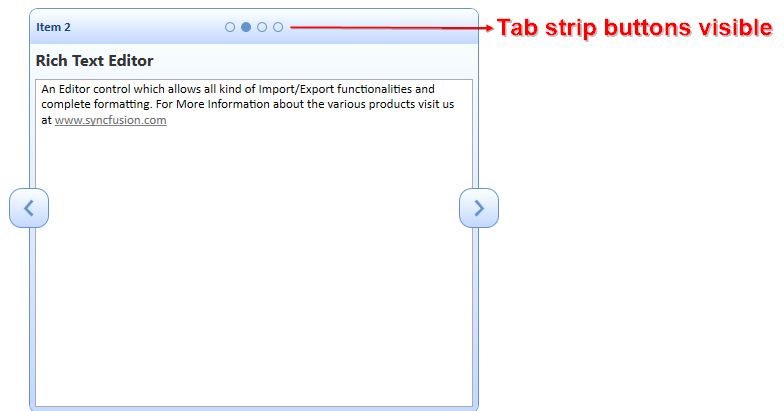 Item 2
Tab strip buttons visible
Rich Text Editor
An Editor control which allows all kind of Import/Export functionalities and
complete formatting. For More Information about the various products visit us
at www.syncfusion.com